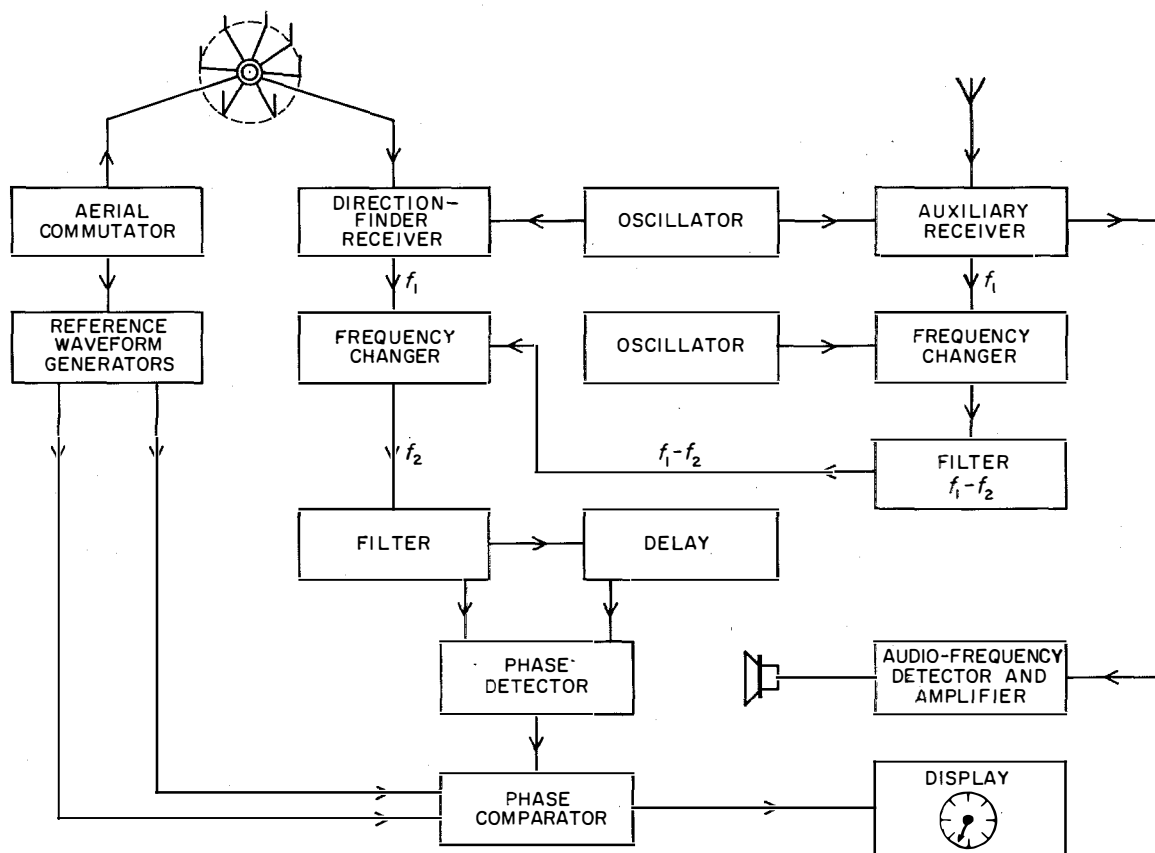 AERIAL
COMMUTATOR
DIRECTION-
FINDER
RECEIVER
OSCILLATOR
AUXILIARY
RECEIVER
f₁
f₁
REFERENCE
WAVEFORM
GENERATORS
FREQUENCY
CHANGER
OSCILLATOR
FREQUENCY
CHANGER
f₂
f₁-f₂
FILTER
f₁-f₂
FILTER
DELAY
PHASE
DETECTOR
AUDIO-FREQUENCY
DETECTOR AND
AMPLIFIER
PHASE
COMPARATOR
DISPLAY